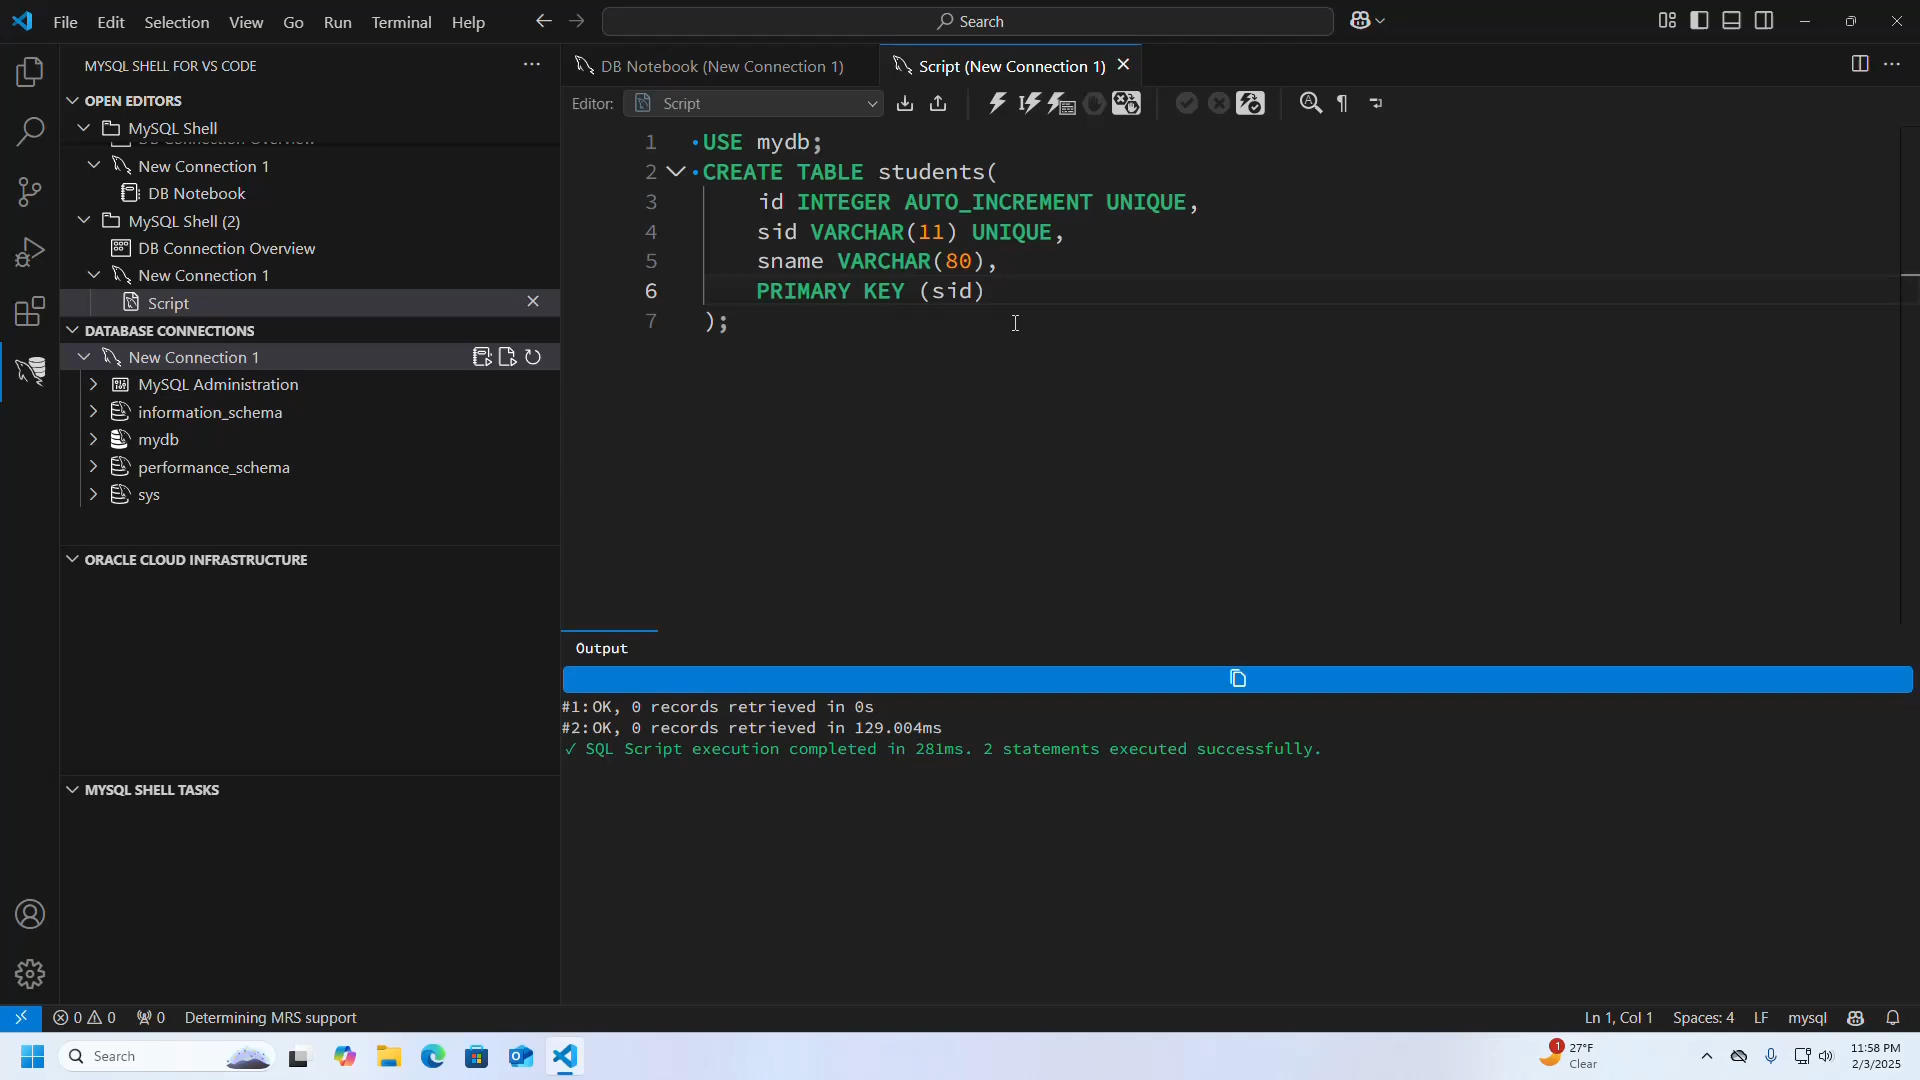 File Edit Selection View Go Run Terminal Help
Search
MYSQL SHELL FOR VS CODE
OPEN EDITORS
MySQL Shell
DB Connection Overview
New Connection 1
DB Notebook
MySQL Shell (2)
DB Connection Overview
New Connection 1
Script
DATABASE CONNECTIONS
New Connection 1
MySQL Administration
information_schema
mydb
performance_schema
sys
ORACLE CLOUD INFRASTRUCTURE
MYSQL SHELL TASKS
DB Notebook (New Connection 1)
Script (New Connection 1)
Editor: Script
1 USE mydb;
2 CREATE TABLE students(
3 id INTEGER AUTO_INCREMENT UNIQUE,
4 sid VARCHAR(11) UNIQUE,
5 sname VARCHAR(80),
6 PRIMARY KEY (sid)
7 );
Output
#1:OK, 0 records retrieved in 0s
#2:OK, 0 records retrieved in 129.004ms
✓ SQL Script execution completed in 281ms. 2 statements executed successfully.
0 0 0 Determining MRS support
Ln 1, Col 1 Spaces: 4 LF mysql
Search
1
27°F
Clear
11:58 PM
2/3/2025